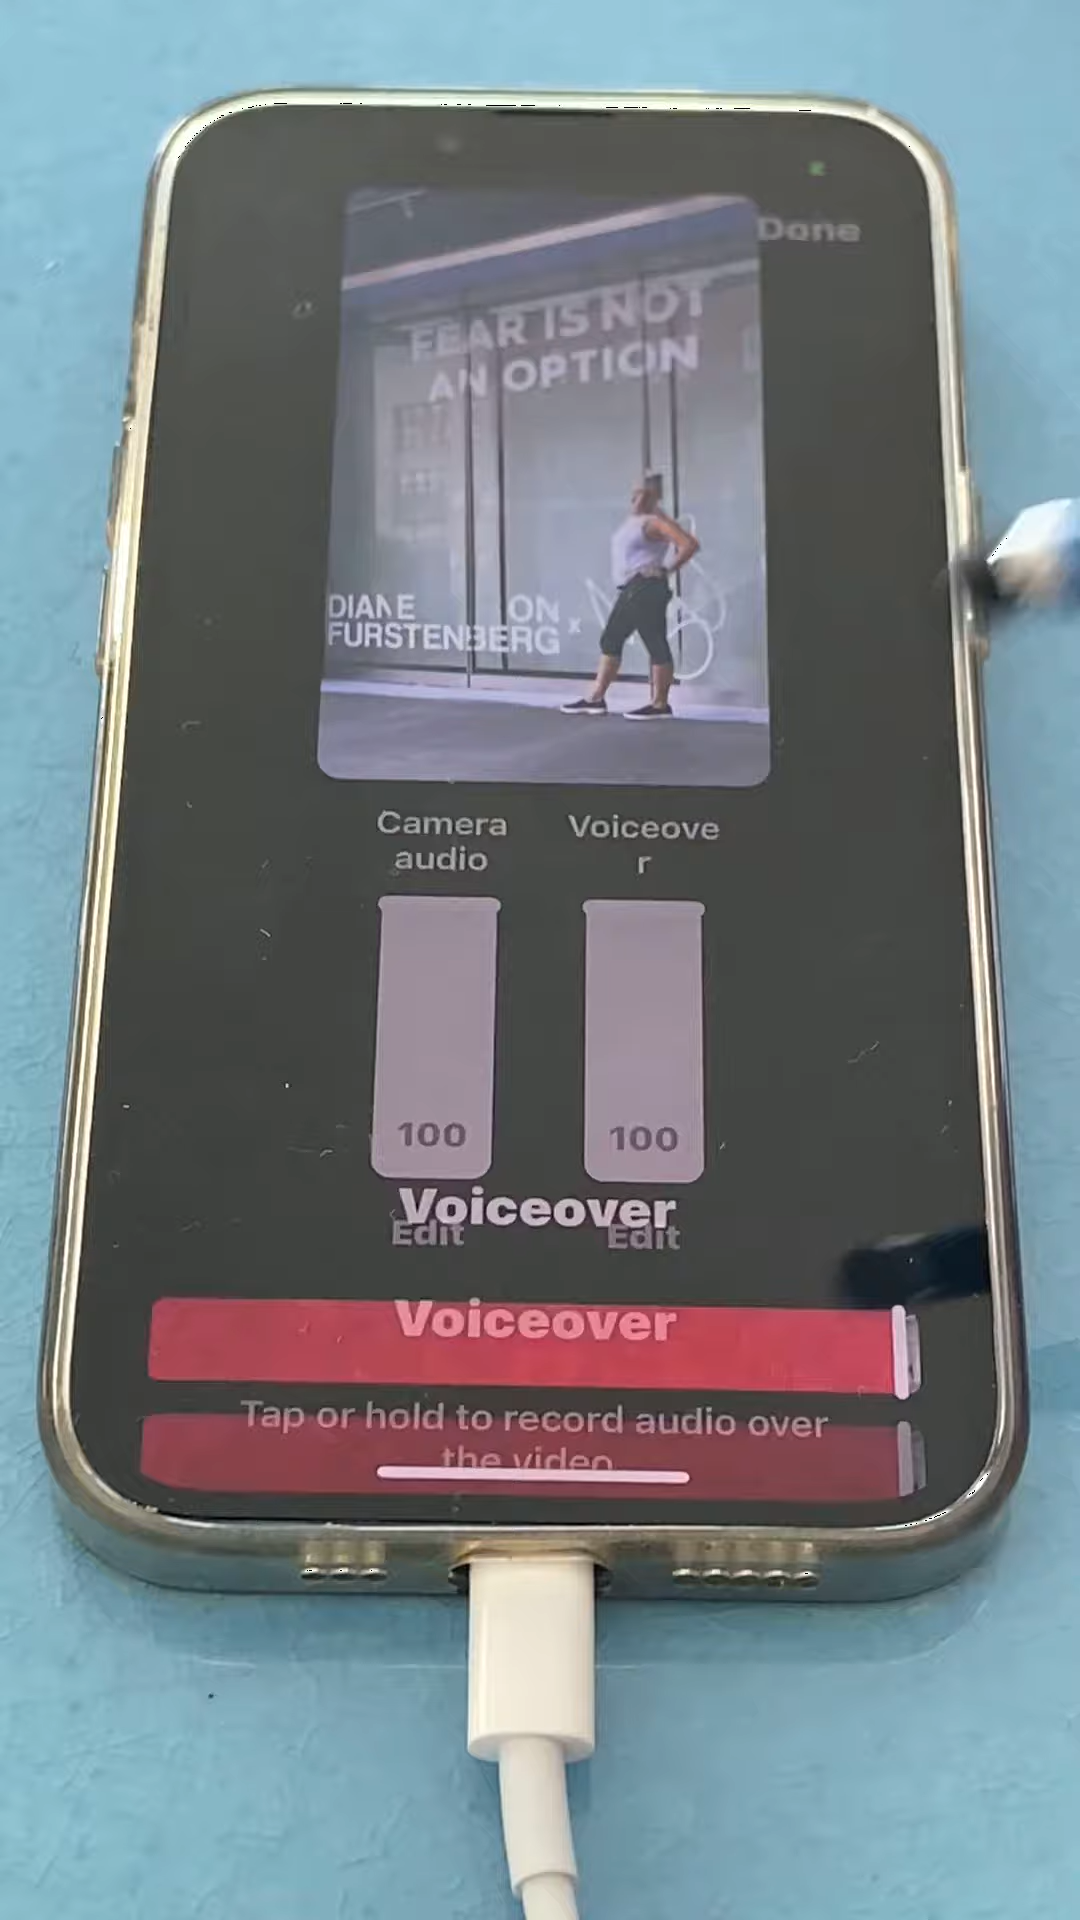 Done
FEAR IS NOT
AN OPTION
DIANE ON
FURSTENBERG x
Camera
audio
Voiceove
r
100
100
Voiceover
Edit
Edit
Voiceover
Tap or hold to record audio over
the video